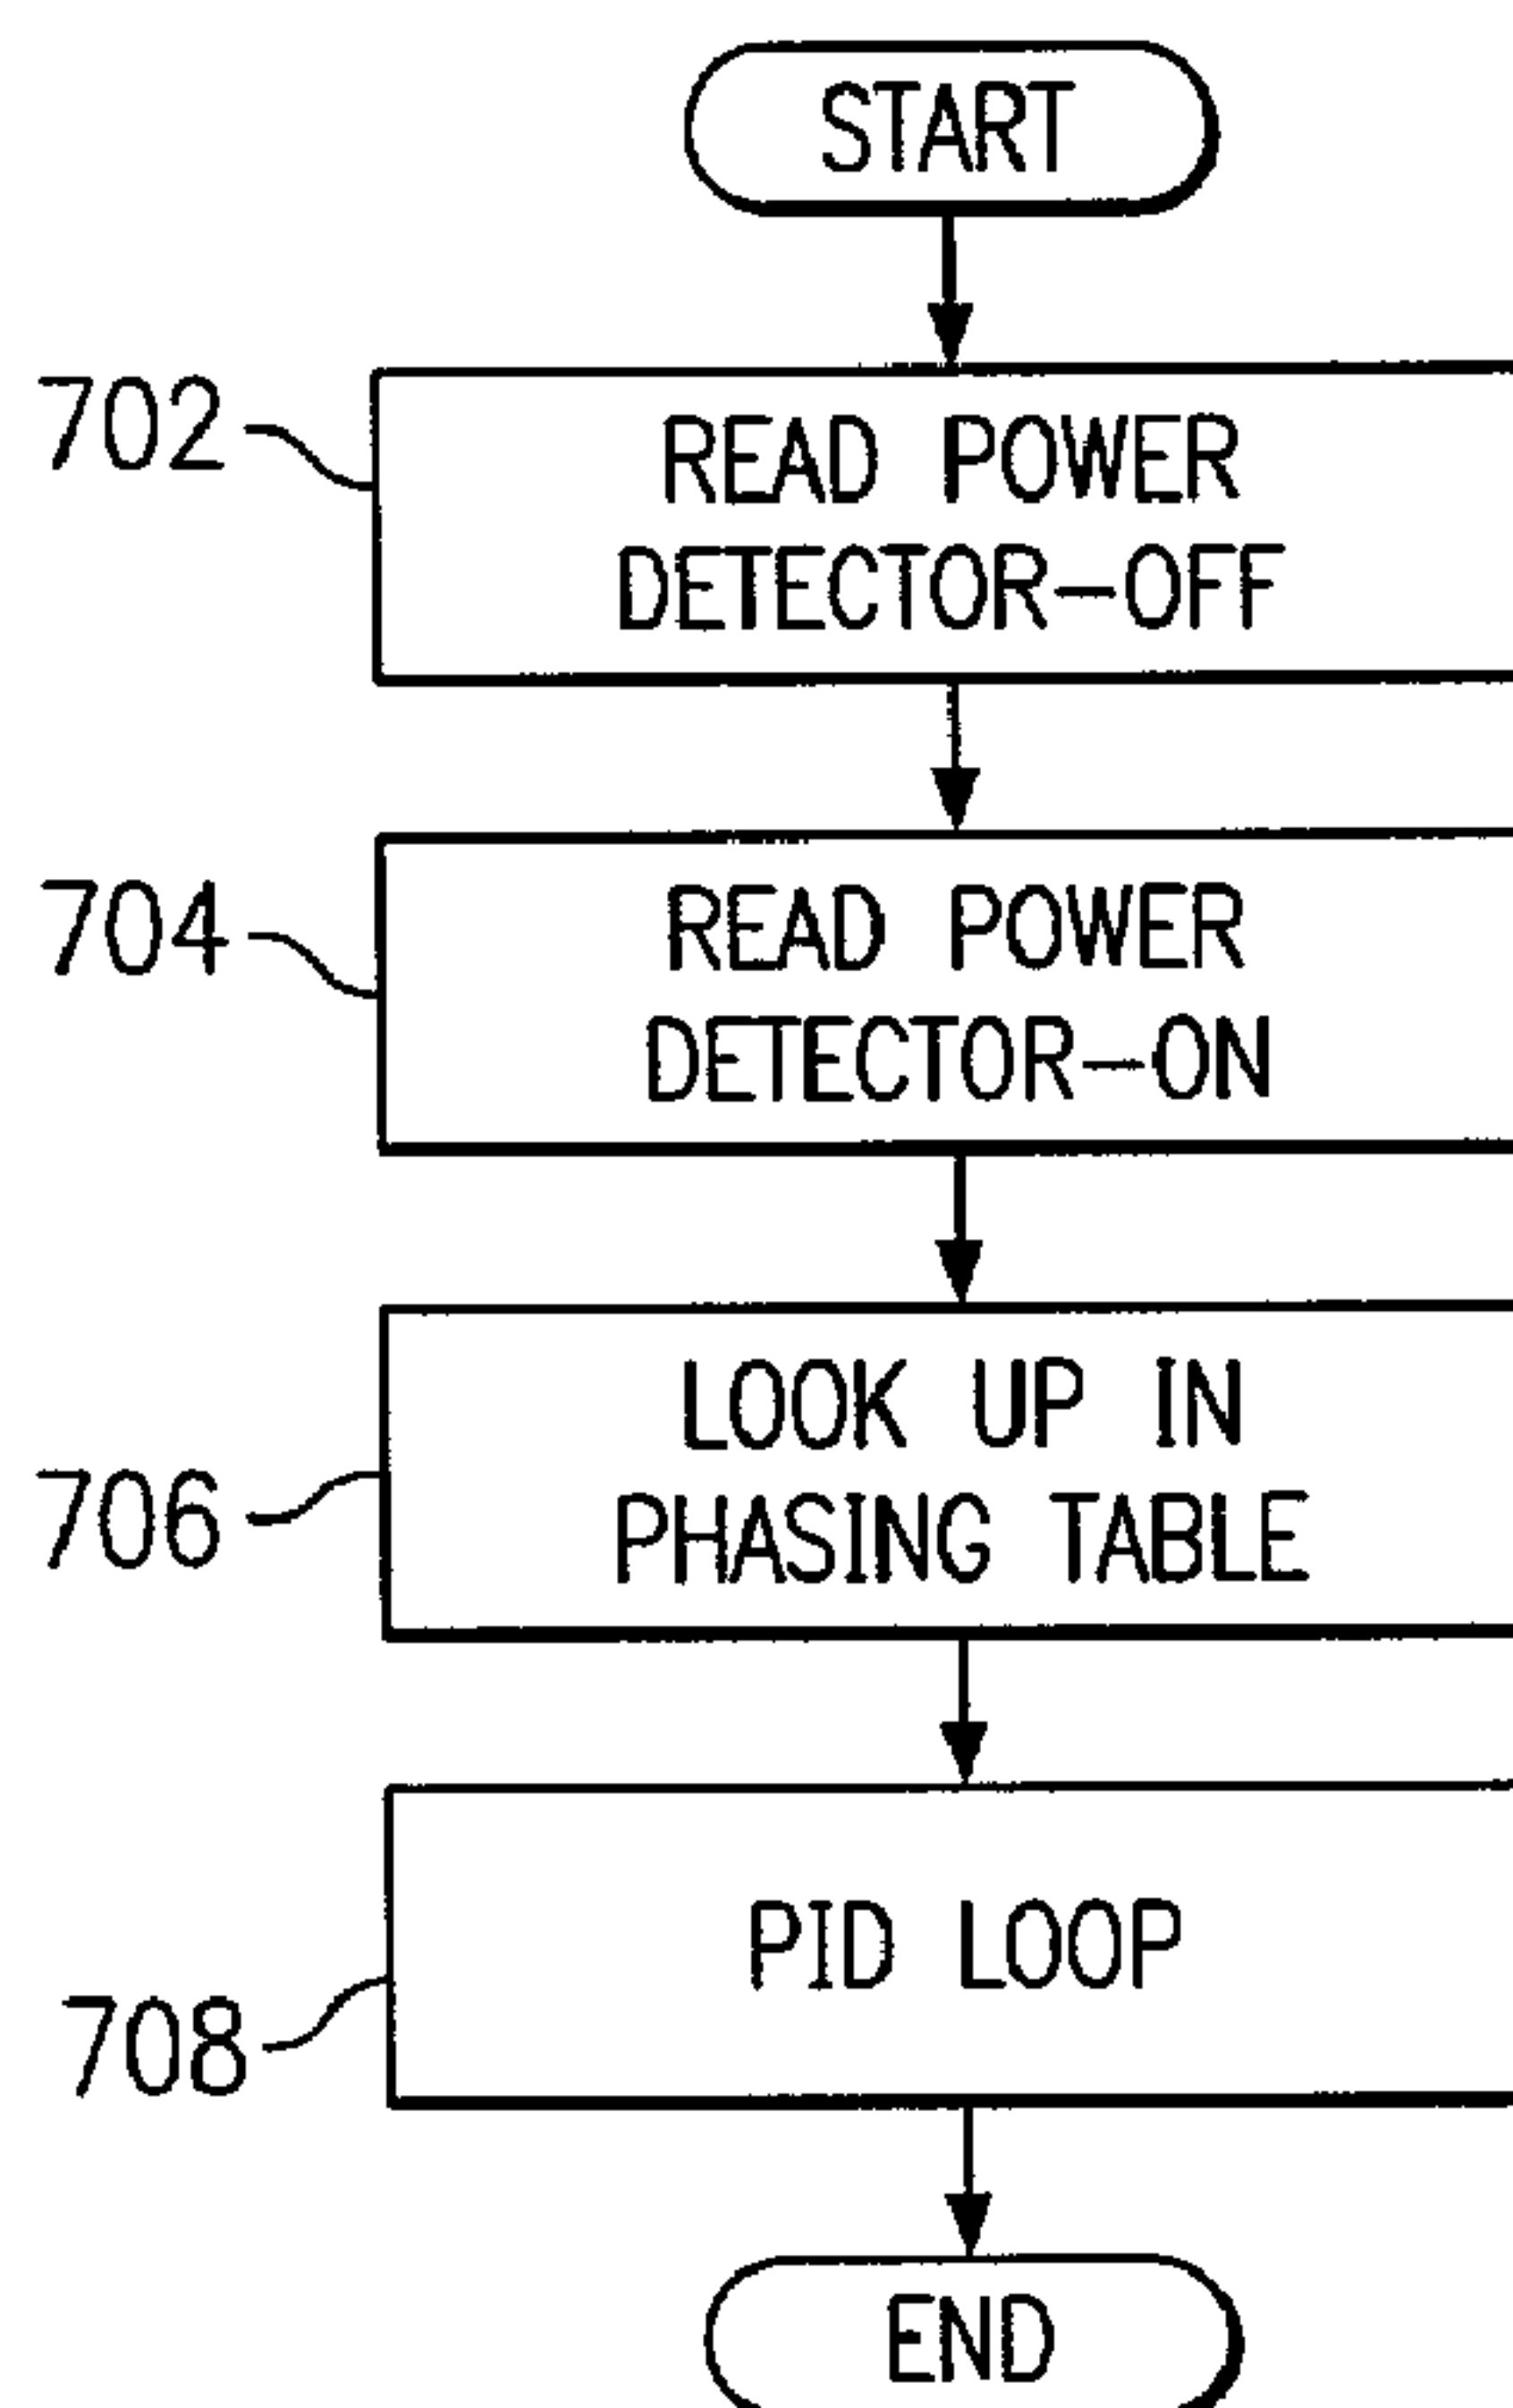 START
702
READ POWER
DETECTOR-OFF
704
READ POWER
DETECTOR-ON
LOOK UP IN
706
PHASING TABLE
PID LOOP
708
END